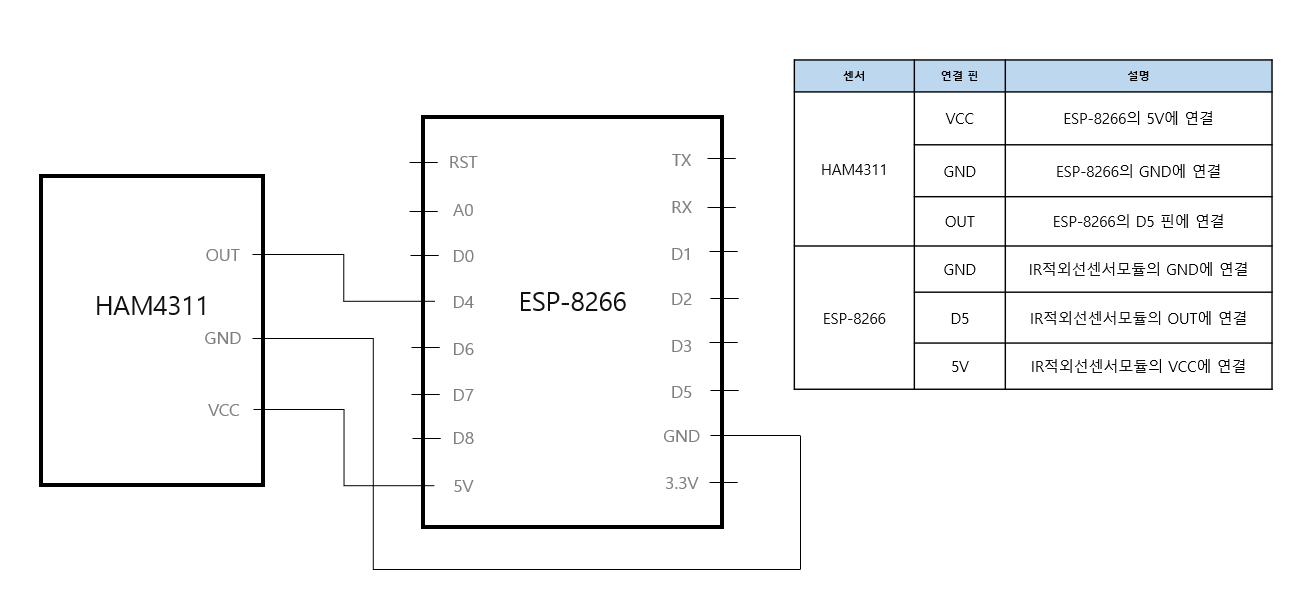 HAM4311
OUT
GND
VCC
ESP-8266
RST
A0
D0
D4
D6
D7
D8
5V
TX
RX
D1
D2
D3
D5
GND
3.3V
센서 연결 핀 설명
HAM4311
VCC ESP-8266의 5V에 연결
GND ESP-8266의 GND에 연결
OUT ESP-8266의 D5 핀에 연결
ESP-8266
GND IR적외선센서모듈의 GND에 연결
D5 IR적외선센서모듈의 OUT에 연결
5V IR적외선센서모듈의 VCC에 연결